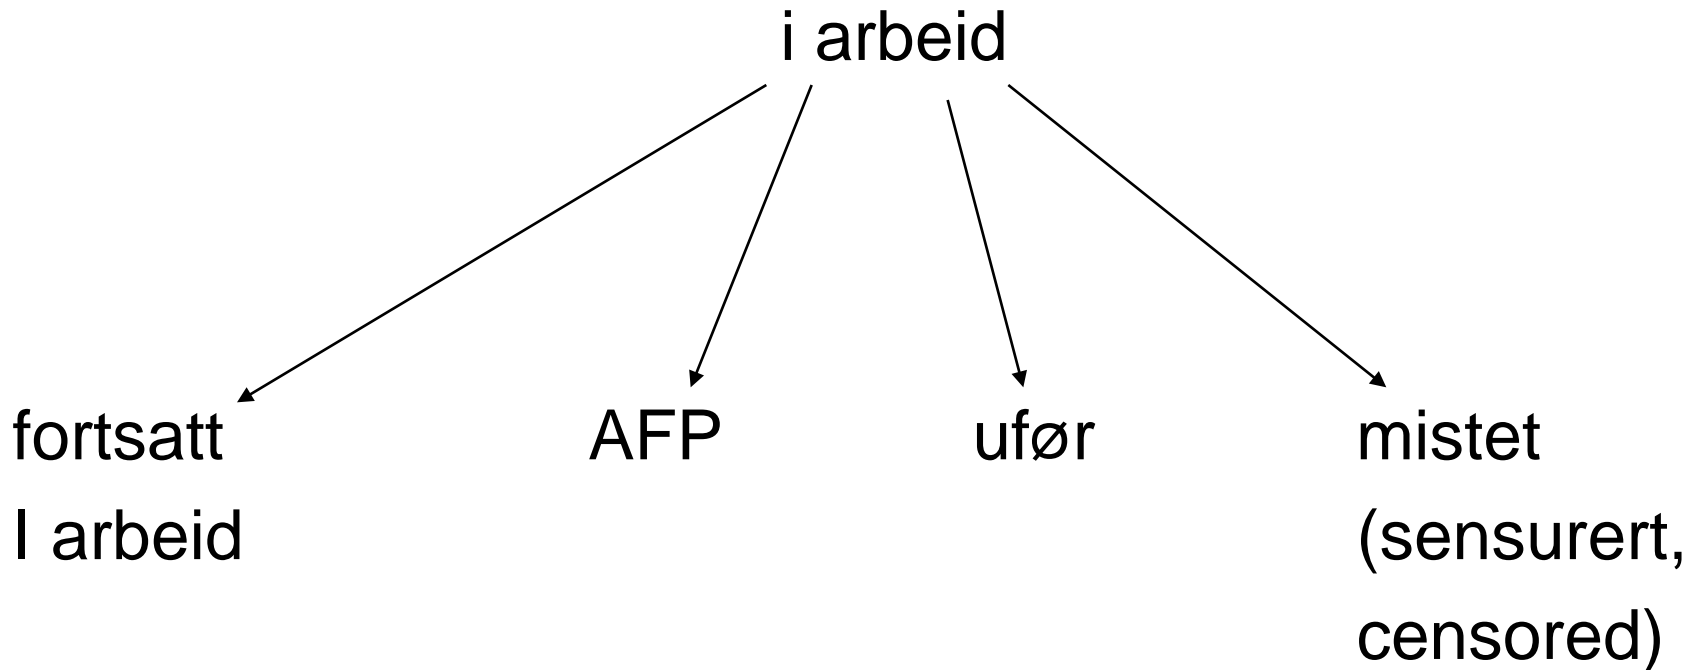 i arbeid
fortsatt
I arbeid
AFP
ufør
mistet
(sensurert,
censored)